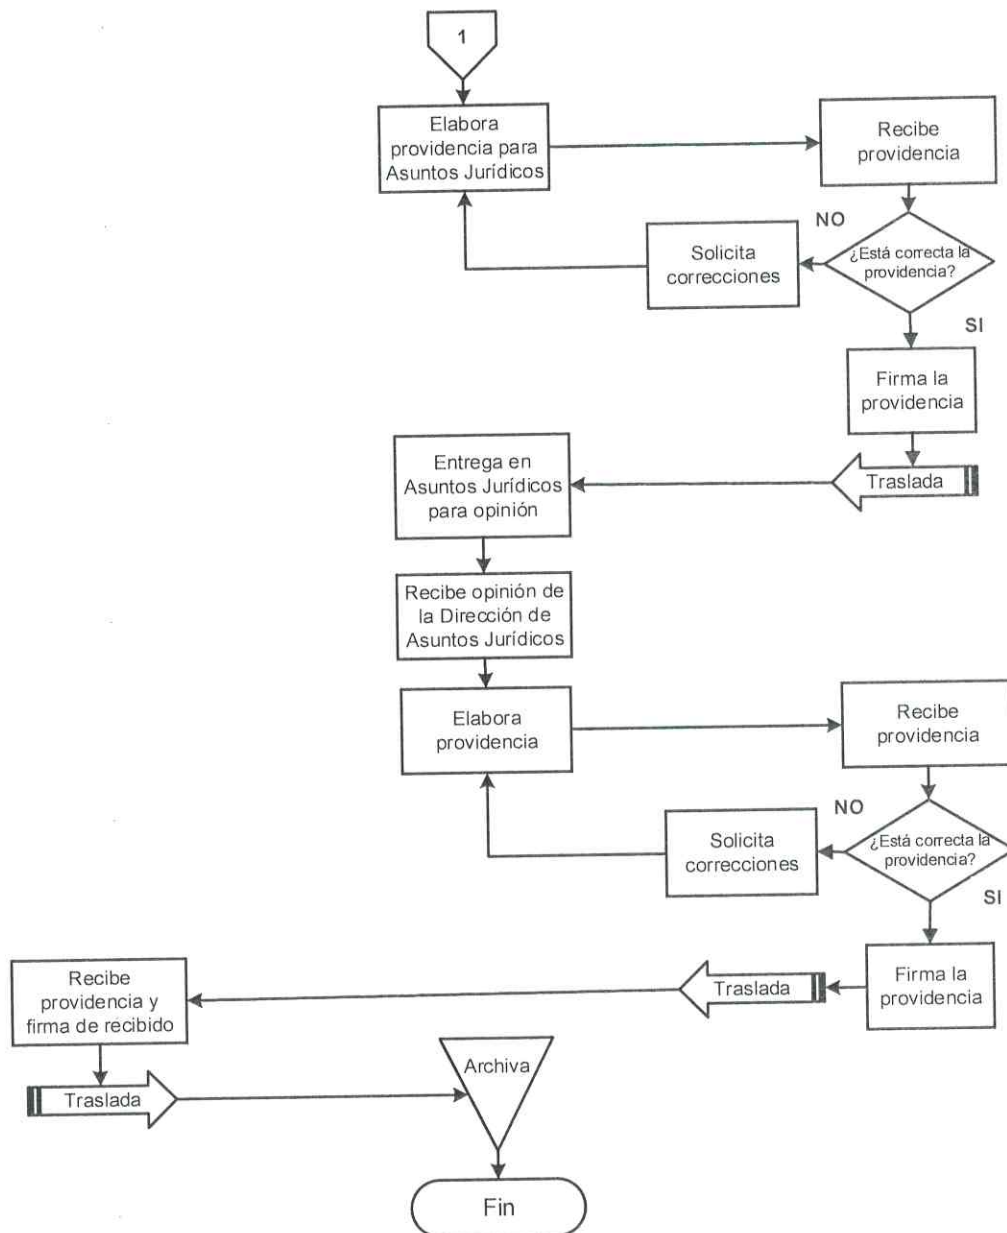 1
Elabora
providencia para
Asuntos Jurídicos
Recibe
providencia
NO
¿Está correcta la
providencia?
Solicita
correcciones
SI
Firma la
providencia
Traslada
Entrega en
Asuntos Jurídicos
para opinión
Recibe opinión de
la Dirección de
Asuntos Jurídicos
Elabora
providencia
Recibe
providencia
NO
¿Está correcta la
providencia?
Solicita
correcciones
SI
Firma la
providencia
Traslada
Recibe
providencia y
firma de recibido
Traslada
Archiva
Fin